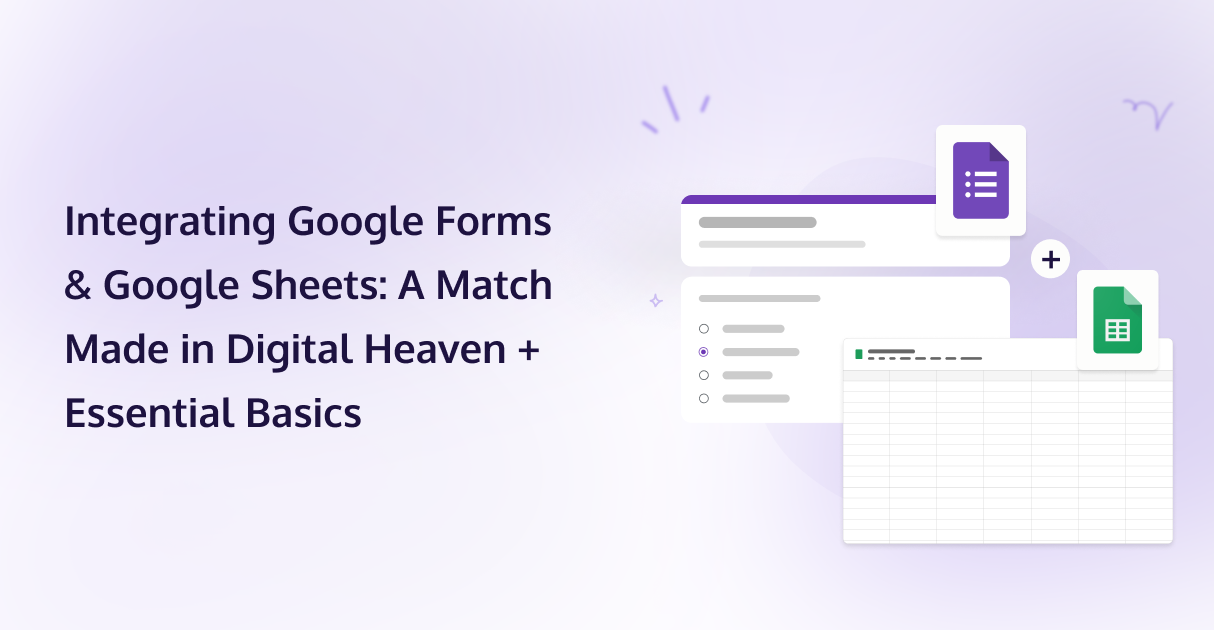 Integrating Google Forms
& Google Sheets: A Match
Made in Digital Heaven +
Essential Basics
+